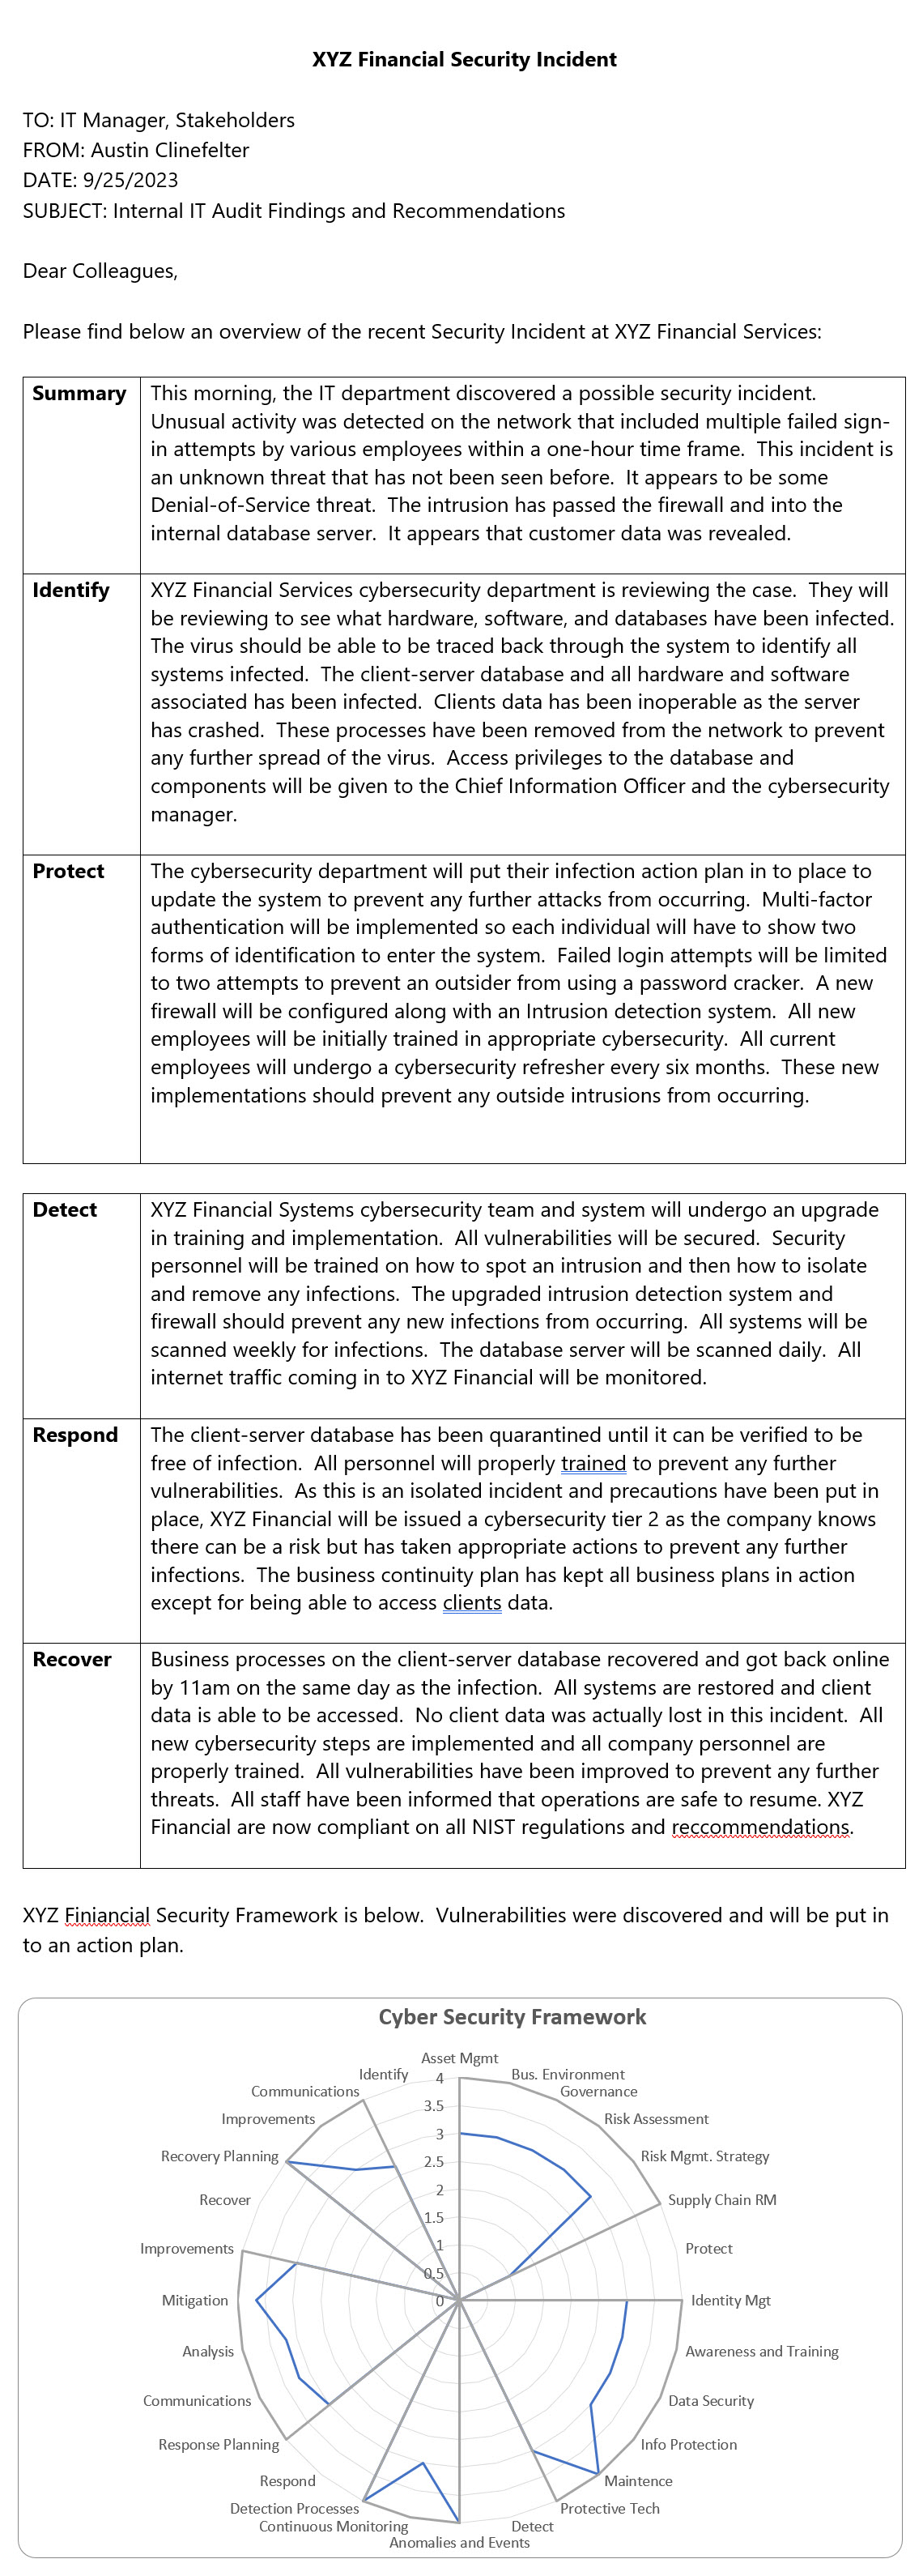 XYZ Financial Security Incident
TO: IT Manager, Stakeholders
FROM: Austin Clinefelter
DATE: 9/25/2023
SUBJECT: Internal IT Audit Findings and Recommendations
Dear Colleagues,
Please find below an overview of the recent Security Incident at XYZ Financial Services:
Summary
This morning, the IT department discovered a possible security incident.
Unusual activity was detected on the network that included multiple failed sign-
in attempts by various employees within a one-hour time frame.  This incident is
an unknown threat that has not been seen before.  It appears to be some
Denial-of-Service threat.  The intrusion has passed the firewall and into the
internal database server.  It appears that customer data was revealed.
Identify
XYZ Financial Services cybersecurity department is reviewing the case.  They will
be reviewing to see what hardware, software, and databases have been infected.
The virus should be able to be traced back through the system to identify all
systems infected.  The client-server database and all hardware and software
associated has been infected.  Clients data has been inoperable as the server
has crashed.  These processes have been removed from the network to prevent
any further spread of the virus.  Access privileges to the database and
components will be given to the Chief Information Officer and the cybersecurity
manager.
Protect
The cybersecurity department will put their infection action plan in to place to
update the system to prevent any further attacks from occurring.  Multi-factor
authentication will be implemented so each individual will have to show two
forms of identification to enter the system.  Failed login attempts will be limited
to two attempts to prevent an outsider from using a password cracker.  A new
firewall will be configured along with an Intrusion detection system.  All new
employees will be initially trained in appropriate cybersecurity.  All current
employees will undergo a cybersecurity refresher every six months.  These new
implementations should prevent any outside intrusions from occurring.
Detect
XYZ Financial Systems cybersecurity team and system will undergo an upgrade
in training and implementation.  All vulnerabilities will be secured.  Security
personnel will be trained on how to spot an intrusion and then how to isolate
and remove any infections.  The upgraded intrusion detection system and
firewall should prevent any new infections from occurring.  All systems will be
scanned weekly for infections.  The database server will be scanned daily.  All
internet traffic coming in to XYZ Financial will be monitored.
Respond
The client-server database has been quarantined until it can be verified to be
free of infection.  All personnel will properly trained to prevent any further
vulnerabilities.  As this is an isolated incident and precautions have been put in
place, XYZ Financial will be issued a cybersecurity tier 2 as the company knows
there can be a risk but has taken appropriate actions to prevent any further
infections.  The business continuity plan has kept all business plans in action
except for being able to access clients data.
Recover
Business processes on the client-server database recovered and got back online
by 11am on the same day as the infection.  All systems are restored and client
data is able to be accessed.  No client data was actually lost in this incident.  All
new cybersecurity steps are implemented and all company personnel are
properly trained.  All vulnerabilities have been improved to prevent any further
threats.  All staff have been informed that operations are safe to resume. XYZ
Financial are now compliant on all NIST regulations and reccommendations.
XYZ Finiancial Security Framework is below.  Vulnerabilities were discovered and will be put in
to an action plan.
Cyber Security Framework
Asset Mgmt
Bus. Environment
Governance
Risk Assessment
Risk Mgmt. Strategy
Supply Chain RM
Protect
Identity Mgt
Awareness and Training
Data Security
Info Protection
Maintence
Protective Tech
Detect
Anomalies and Events
Continuous Monitoring
Detection Processes
Respond
Response Planning
Communications
Analysis
Mitigation
Improvements
Recover
Recovery Planning
Improvements
Communications
Identify
4
3.5
3
2.5
2
1.5
1
0.5
0